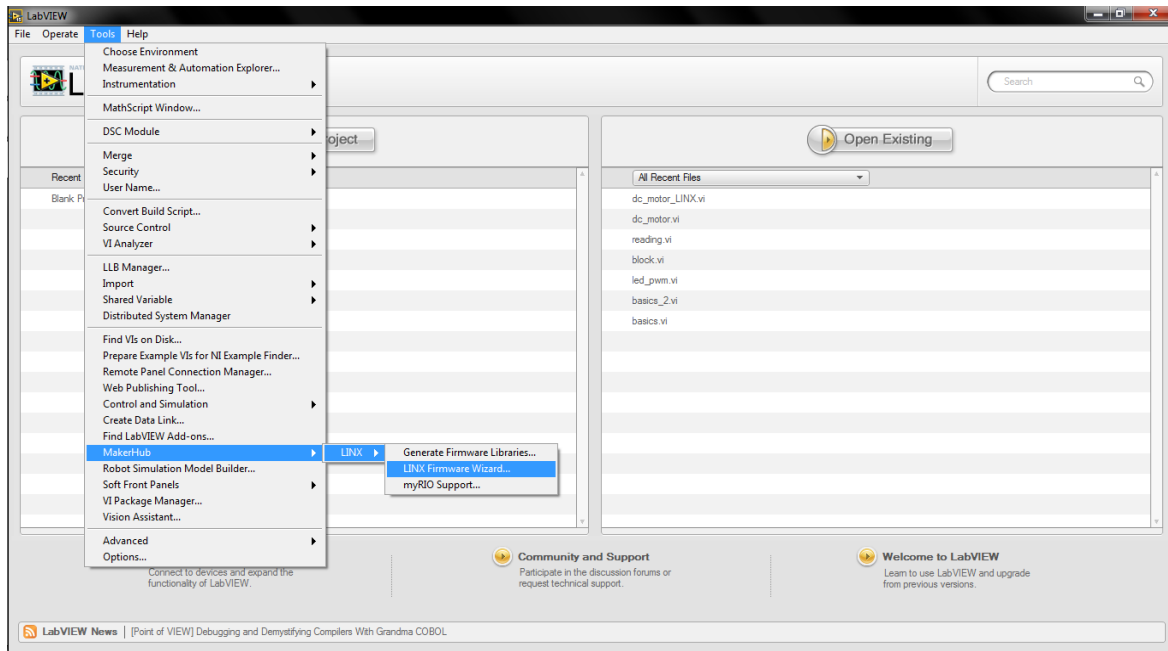 LabVIEW
File Operate Tools Help
Choose Environment
Measurement & Automation Explorer...
Instrumentation
MathScript Window...
DSC Module
Merge
Security
User Name...
Convert Build Script...
Source Control
VI Analyzer
LLB Manager...
Import
Shared Variable
Distributed System Manager
Find VIs on Disk...
Prepare Example VIs for NI Example Finder...
Remote Panel Connection Manager...
Web Publishing Tool...
Control and Simulation
Create Data Link...
Find LabVIEW Add-ons...
MakerHub
Robot Simulation Model Builder...
Soft Front Panels
VI Package Manager...
Vision Assistant...
Advanced
Options...
LINX
Generate Firmware Libraries...
LINX Firmware Wizard...
myRIO Support...
NAT
L
Search
oject
Recent
Blank P
Open Existing
All Recent Files
dc_motor_LINX.vi
dc_motor.vi
reading.vi
block.vi
led_pwm.vi
basics_2.vi
basics.vi
Connect to devices and expand the
functionality of LabVIEW.
Community and Support
Participate in the discussion forums or
request technical support.
Welcome to LabVIEW
Learn to use LabVIEW and upgrade
from previous versions.
LabVIEW News | [Point of VIEW] Debugging and Demystifying Compilers With Grandma COBOL